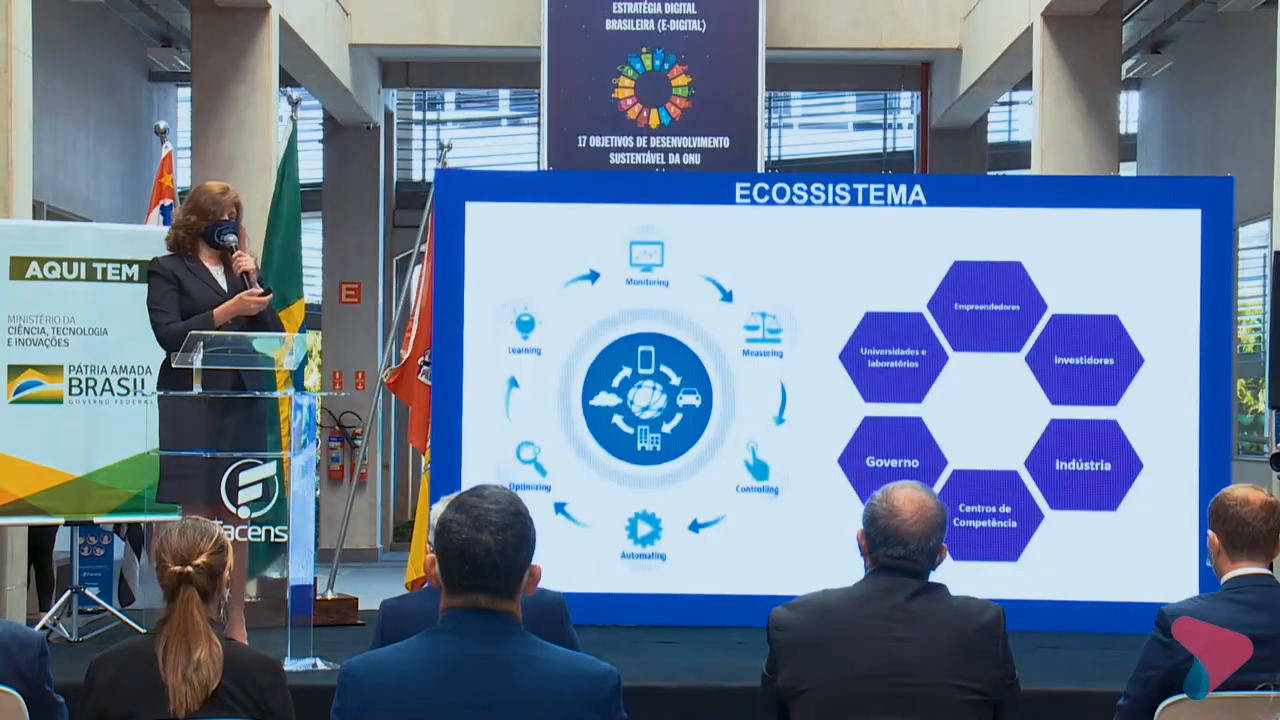 ESTRATÉGIA DIGITAL
BRASILEIRA (E-DIGITAL)
17 OBJETIVOS DE DESENVOLVIMENTO
SUSTENTÁVEL DA ONU
ECOSSISTEMA
Monitoring
Measuring
Controlling
Automating
Optimizing
Learning
Empreendedores
Universidades e
laboratórios
Investidores
Governo
Indústria
Centros de
Competência
AQUI TEM
MINISTÉRIO DA
CIÊNCIA, TECNOLOGIA
E INOVAÇÕES
PÁTRIA AMADA
BRASIL
GOVERNO FEDERAL
E
Facens